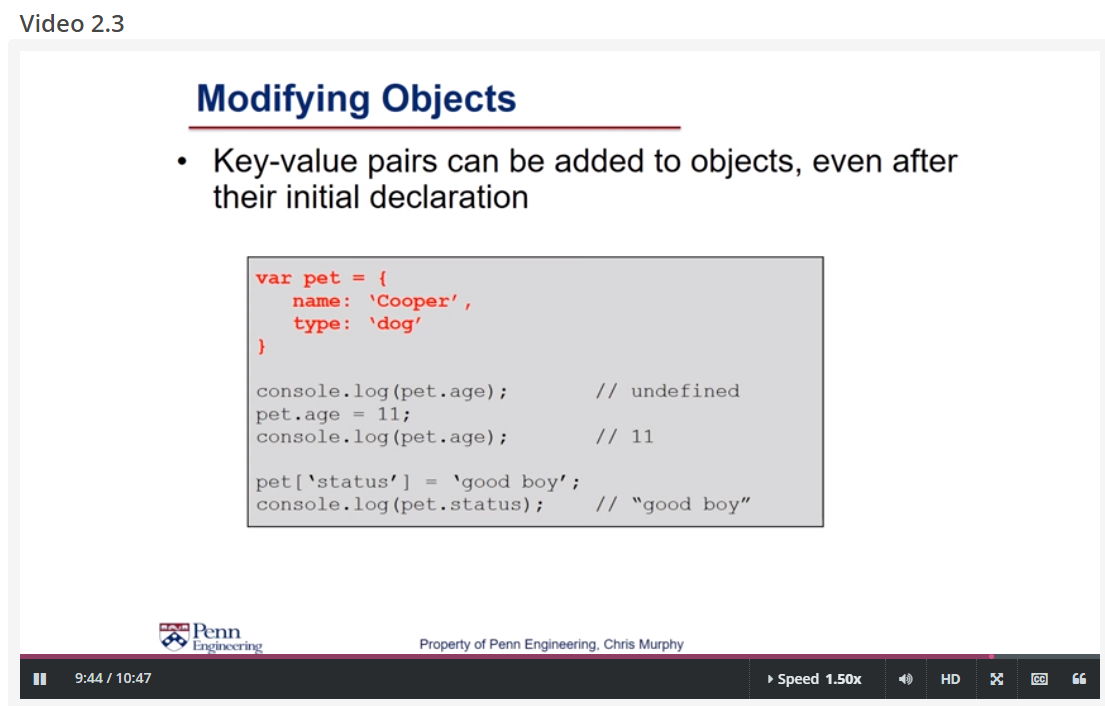 Video 2.3
Modifying Objects
• Key-value pairs can be added to objects, even after
their initial declaration
var pet = {
name: ‘Cooper’,
type: ‘dog’
}
console.log(pet.age); // undefined
pet.age = 11;
console.log(pet.age); // 11
pet[‘status’] = ‘good boy’;
console.log(pet.status); // “good boy”
Penn
Engineering
Property of Penn Engineering, Chris Murphy
9:44 / 10:47
Speed 1.50x
HD
CC